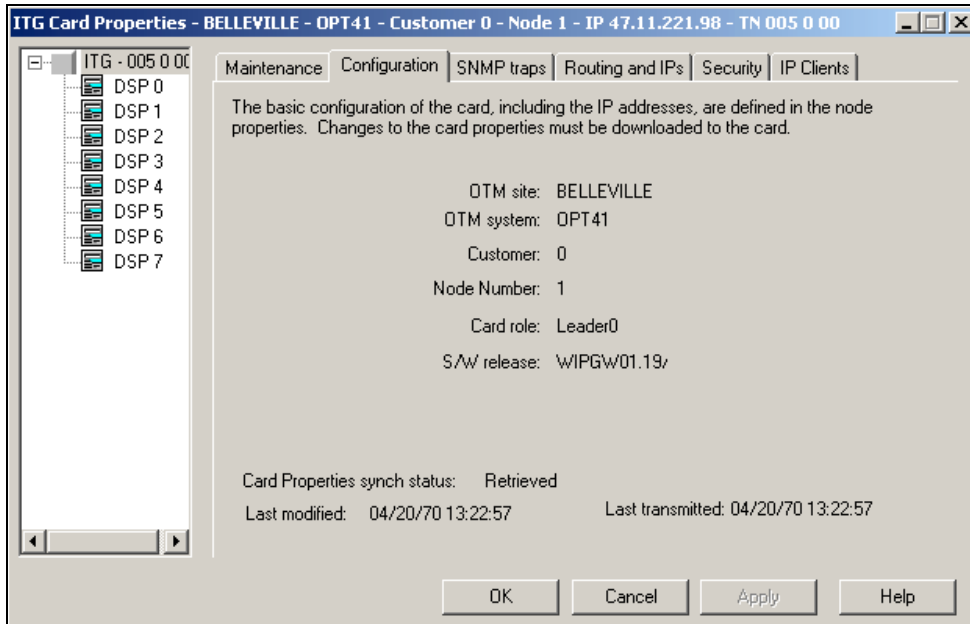 ITG Card Properties - BELLEVILLE - OPT41 - Customer 0 - Node 1 - IP 47.11.221.98 - TN 005 0 00
ITG - 005 0 00
DSP 0
DSP 1
DSP 2
DSP 3
DSP 4
DSP 5
DSP 6
DSP 7
Maintenance Configuration SNMP traps Routing and IPs Security IP Clients
The basic configuration of the card, including the IP addresses, are defined in the node
properties. Changes to the card properties must be downloaded to the card.
OTM site: BELLEVILLE
OTM system: OPT41
Customer: 0
Node Number: 1
Card role: Leader0
S/W release: WIPGW01.19
Card Properties synch status: Retrieved
Last modified: 04/20/70 13:22:57 Last transmitted: 04/20/70 13:22:57
OK Cancel Apply Help